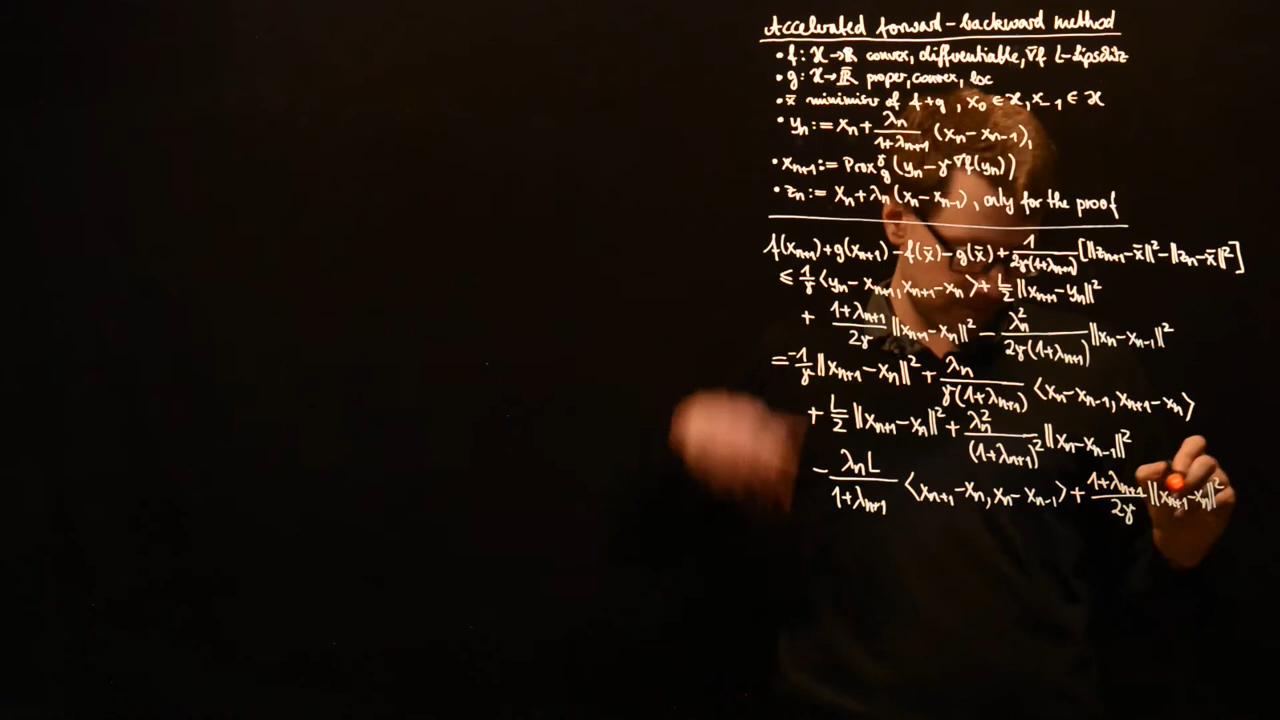 Accelerated forward-backward method
• f: ℋ→ℝ convex, differentiable, ∇f L-Lipschitz
• g: ℋ→ℝ̄ proper, convex, lsc
• x̄ minimiser of f+g, x₀ ∈ ℋ, x₋₁ ∈ ℋ
• yₙ := xₙ + λₙ/(1+λₙ₊₁) (xₙ − xₙ₋₁),
• xₙ₊₁ := Prox_g^γ (yₙ − γ∇f(yₙ))
• zₙ := xₙ + λₙ(xₙ − xₙ₋₁), only for the proof
f(xₙ₊₁) + g(xₙ₊₁) − f(x̄) − g(x̄) + 1/(2γ(1+λₙ₊₁)) [‖zₙ₊₁ − x̄‖² − ‖zₙ − x̄‖²]
≤ 1/γ ⟨yₙ − xₙ₊₁, xₙ₊₁ − xₙ⟩ + L/2 ‖xₙ₊₁ − yₙ‖²
+ (1+λₙ₊₁)/(2γ) ‖xₙ₊₁ − xₙ‖² − λₙ²/(2γ(1+λₙ₊₁)) ‖xₙ − xₙ₋₁‖²
= −1/γ ‖xₙ₊₁ − xₙ‖² + λₙ/(γ(1+λₙ₊₁)) ⟨xₙ − xₙ₋₁, xₙ₊₁ − xₙ⟩
+ L/2 ‖xₙ₊₁ − xₙ‖² + λₙ²/(1+λₙ₊₁)² ‖xₙ − xₙ₋₁‖²
− λₙL/(1+λₙ₊₁) ⟨xₙ₊₁ − xₙ, xₙ − xₙ₋₁⟩ + (1+λₙ₊₁)/(2γ) ‖xₙ₊₁ − xₙ‖²